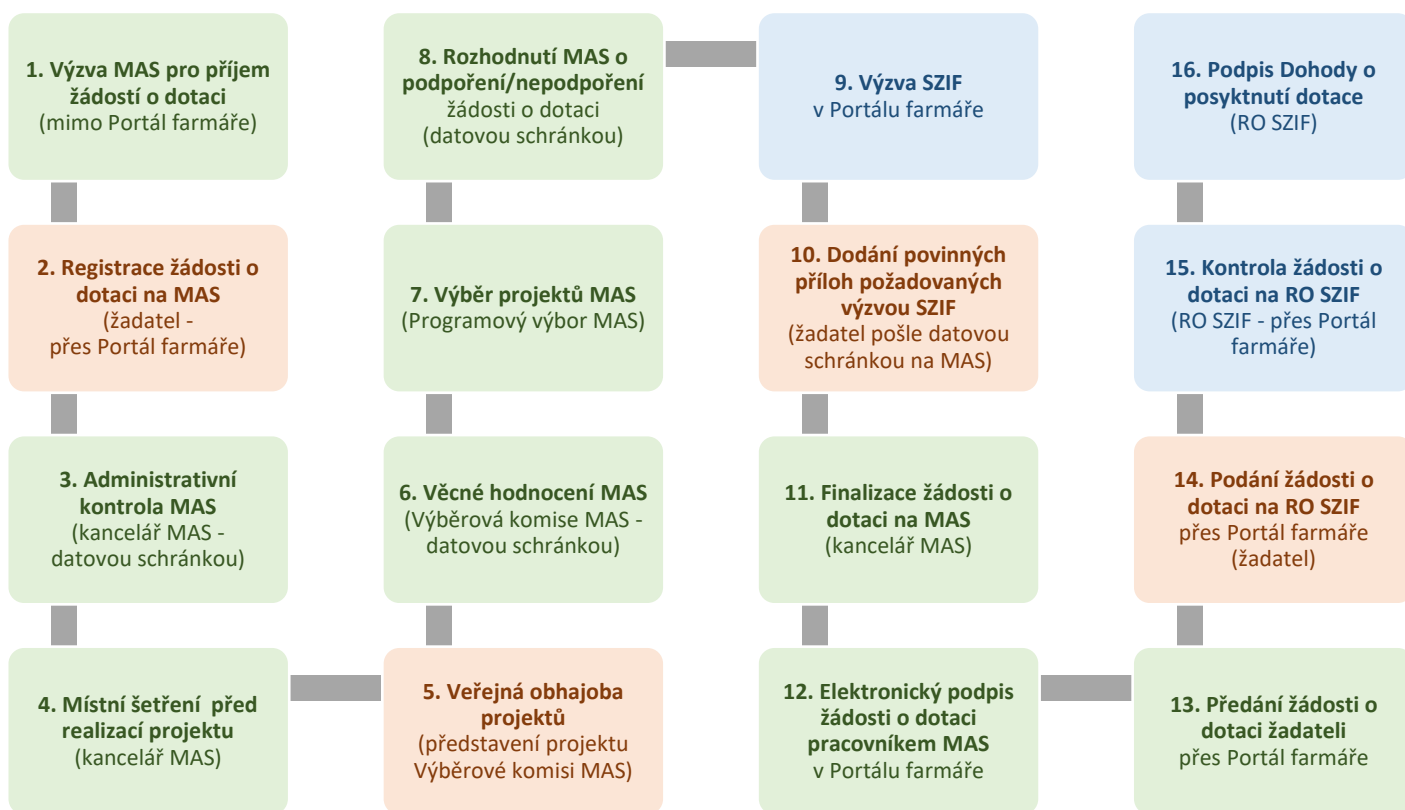 1. Výzva MAS pro příjem
žádostí o dotaci
(mimo Portál farmáře)
2. Registrace žádosti o
dotaci na MAS
(žadatel -
přes Portál farmáře)
3. Administrativní
kontrola MAS
(kancelář MAS -
datovou schránkou)
4. Místní šetření  před
realizací projektu
(kancelář MAS)
5. Veřejná obhajoba
projektů
(představení projektu
Výběrové komisi MAS)
6. Věcné hodnocení MAS
(Výběrová komise MAS -
datovou schránkou)
7. Výběr projektů MAS
(Programový výbor MAS)
8. Rozhodnutí MAS o
podpoření/nepodpoření
žádosti o dotaci
(datovou schránkou)
9. Výzva SZIF
v Portálu farmáře
10. Dodání povinných
příloh požadovaných
výzvou SZIF
(žadatel pošle datovou
schránkou na MAS)
11. Finalizace žádosti o
dotaci na MAS
(kancelář MAS)
12. Elektronický podpis
žádosti o dotaci
pracovníkem MAS
v Portálu farmáře
13. Předání žádosti o
dotaci žadateli
přes Portál farmáře
14. Podání žádosti o
dotaci na RO SZIF
přes Portál farmáře
(žadatel)
15. Kontrola žádosti o
dotaci na RO SZIF
(RO SZIF - přes Portál
farmáře)
16. Podpis Dohody o
posyktnutí dotace
(RO SZIF)